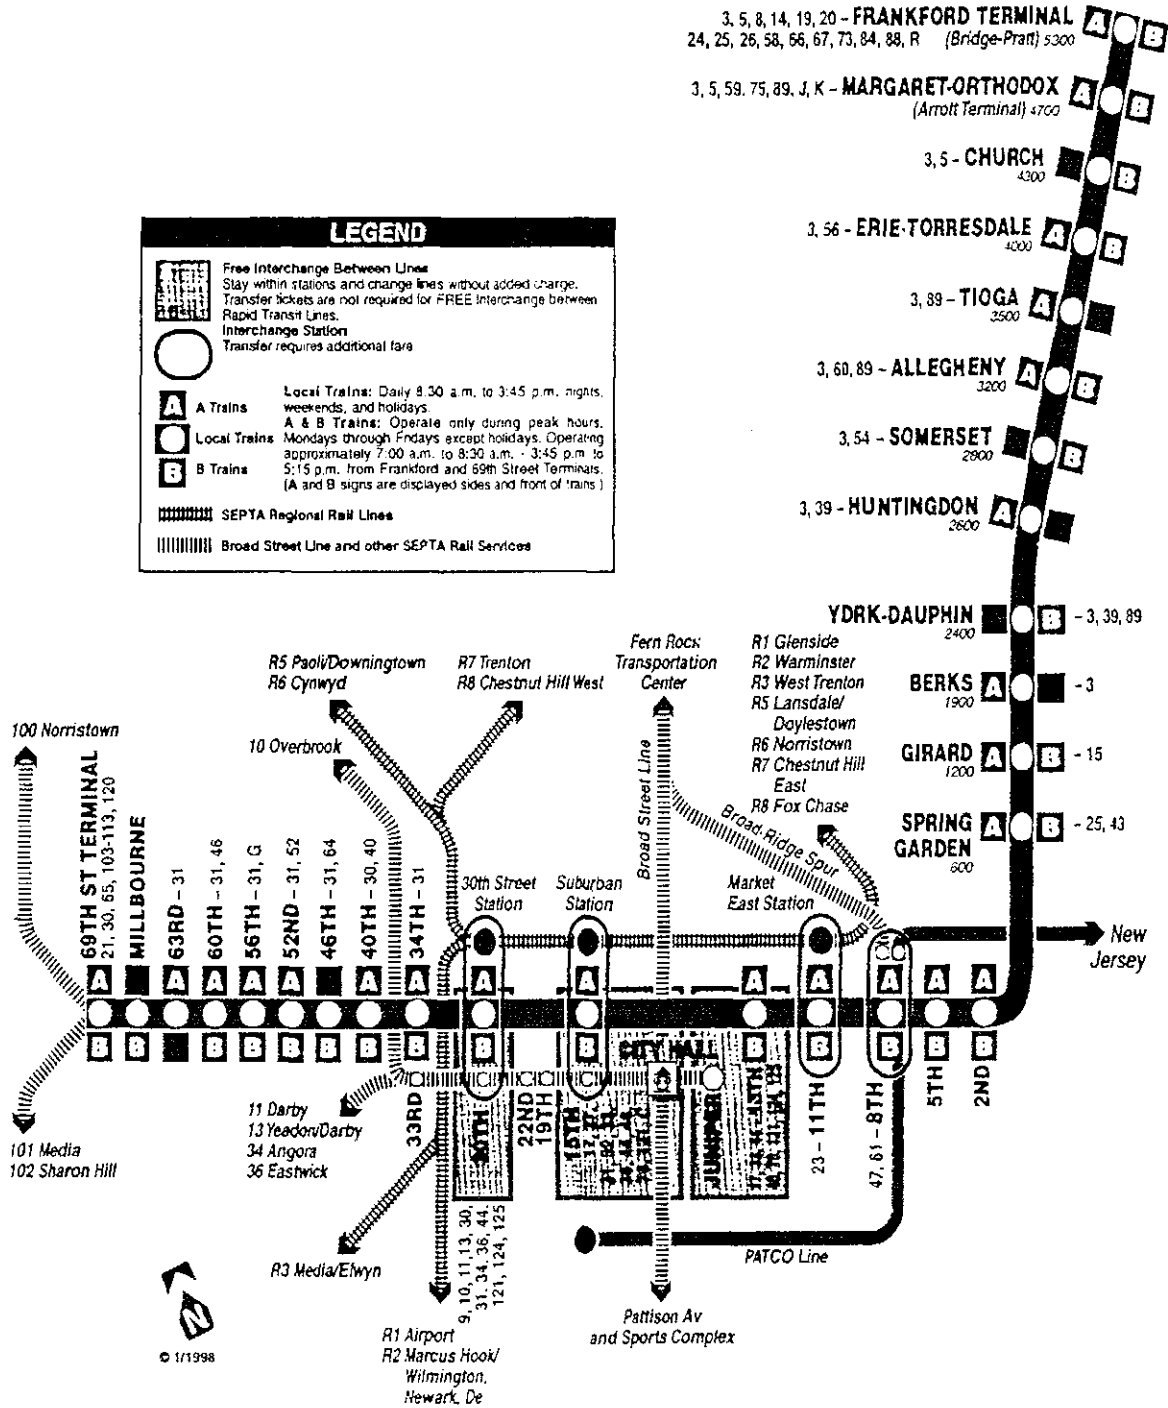 3, 5, 8, 14, 19, 20 – FRANKFORD TERMINAL A B
24, 25, 26, 58, 66, 67, 73, 84, 88, R (Bridge-Pratt) 5300
3, 5, 59, 75, 89, J, K – MARGARET-ORTHODOX A B
(Arrott Terminal) 4700
3, 5 – CHURCH B
4300
3, 56 – ERIE-TORRESDALE A B
4000
3, 89 – TIOGA A
3500
3, 60, 89 – ALLEGHENY A B
3200
3, 54 – SOMERSET B
2800
3, 39 – HUNTINGDON A
2600
YDRK-DAUPHIN B – 3, 39, 89
2400
BERKS A – 3
1900
GIRARD A B – 15
1200
SPRING A B – 25, 43
GARDEN
600
LEGEND
Free Interchange Between Lines
Stay within stations and change lines without added charge.
Transfer tickets are not required for FREE Interchange between
Rapid Transit Lines.
Interchange Station
Transfer requires additional fare
A A Trains
Local Trains
B B Trains
Local Trains: Daily 8.30 a.m. to 3:45 p.m. nights,
weekends, and holidays.
A & B Trains: Operate only during peak hours.
Mondays through Fridays except holidays. Operating
approximately 7:00 a.m. to 8:30 a.m. - 3:45 p.m to
5:15 p.m. from Frankford and 69th Street Terminals.
(A and B signs are displayed sides and front of trains)
SEPTA Regional Rail Lines
Broad Street Line and other SEPTA Rail Services
R5 Paoli/Downingtown
R6 Cynwyd
R7 Trenton
R8 Chestnut Hill West
Fern Rock
Transportation
Center
R1 Glenside
R2 Warminster
R3 West Trenton
R5 Lansdale/
Doylestown
R6 Norristown
R7 Chestnut Hill
East
R8 Fox Chase
100 Norristown
10 Overbrook
Broad Street Line
Broad-Ridge Spur
69TH ST TERMINAL
21, 30, 65, 103-113, 120
MILLBOURNE
63RD – 31
60TH – 31, 46
56TH – 31, G
52ND – 31, 52
46TH – 31, 64
40TH – 30, 40
34TH – 31
30th Street
Station
Suburban
Station
Market
East Station
New
Jersey
A A A A A A A A A A A A A A
B B B B B B B B B B B B B B
CITY HALL
33RD
30TH
22ND
19TH
15TH
JUNIPER
13TH
23 – 11TH
47, 61 – 8TH
5TH
2ND
9, 10, 11, 13, 30,
31, 34, 36, 44,
121, 124, 125
101 Media
102 Sharon Hill
11 Darby
13 Yeadon/Darby
34 Angora
36 Eastwick
R3 Media/Elwyn
PATCO Line
R1 Airport
R2 Marcus Hook/
Wilmington,
Newark, De
Pattison Av
and Sports Complex
N
© 1/1998